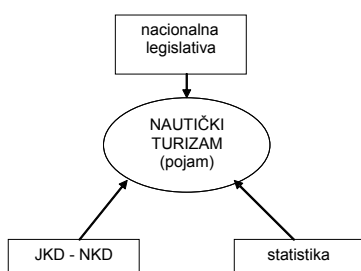 nacionalna
legislativa
NAUTIČKI
TURIZAM
(pojam)
JKD - NKD
statistika